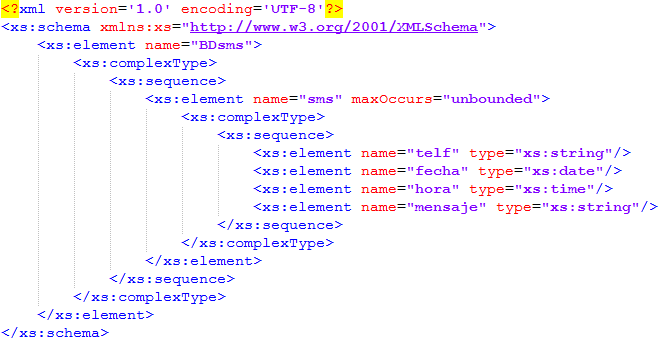 <?xml version='1.0' encoding='UTF-8'?>
<xs:schema xmlns:xs="http://www.w3.org/2001/XMLSchema">
<xs:element name="BDsms">
<xs:complexType>
<xs:sequence>
<xs:element name="sms" maxOccurs="unbounded">
<xs:complexType>
<xs:sequence>
<xs:element name="telf" type="xs:string"/>
<xs:element name="fecha" type="xs:date"/>
<xs:element name="hora" type="xs:time"/>
<xs:element name="mensaje" type="xs:string"/>
</xs:sequence>
</xs:complexType>
</xs:element>
</xs:sequence>
</xs:complexType>
</xs:element>
</xs:schema>